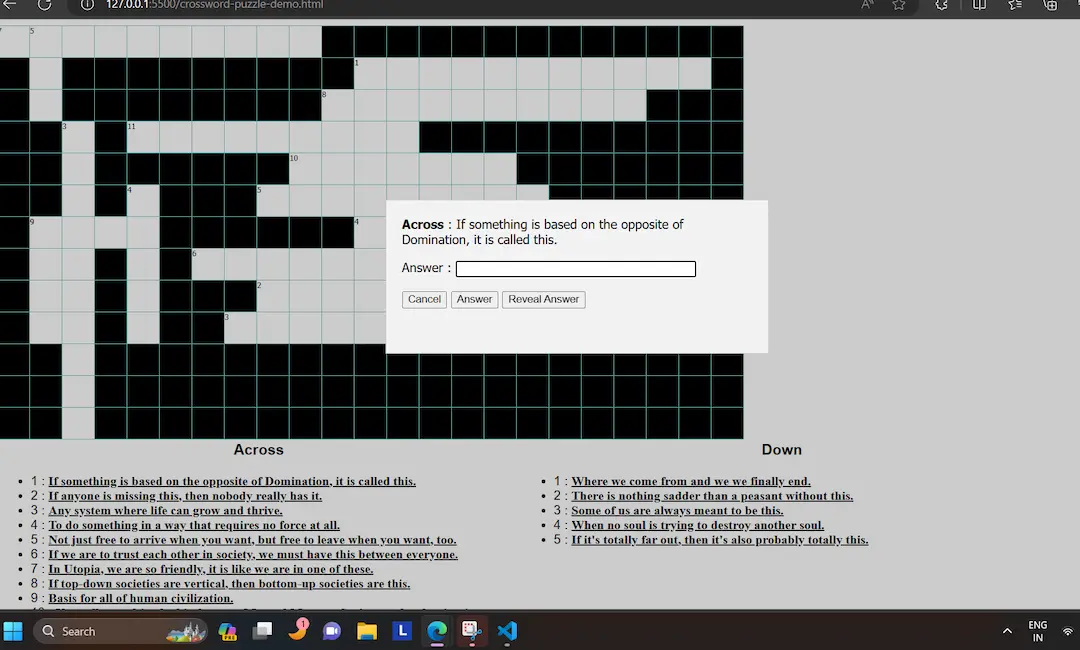 127.0.0.1:5500/crossword-puzzle-demo.html
5
1
8
3
11
10
4
5
9
4
6
2
3
Across : If something is based on the opposite of
Domination, it is called this.
Answer :
Cancel
Answer
Reveal Answer
Across
1 : If something is based on the opposite of Domination, it is called this.
2 : If anyone is missing this, then nobody really has it.
3 : Any system where life can grow and thrive.
4 : To do something in a way that requires no force at all.
5 : Not just free to arrive when you want, but free to leave when you want, too.
6 : If we are to trust each other in society, we must have this between everyone.
7 : In Utopia, we are so friendly, it is like we are in one of these.
8 : If top-down societies are vertical, then bottom-up societies are this.
9 : Basis for all of human civilization.
Down
1 : Where we come from and we we finally end.
2 : There is nothing sadder than a peasant without this.
3 : Some of us are always meant to be this.
4 : When no soul is trying to destroy another soul.
5 : If it's totally far out, then it's also probably totally this.
Search
PRE
1
L
ENG
IN